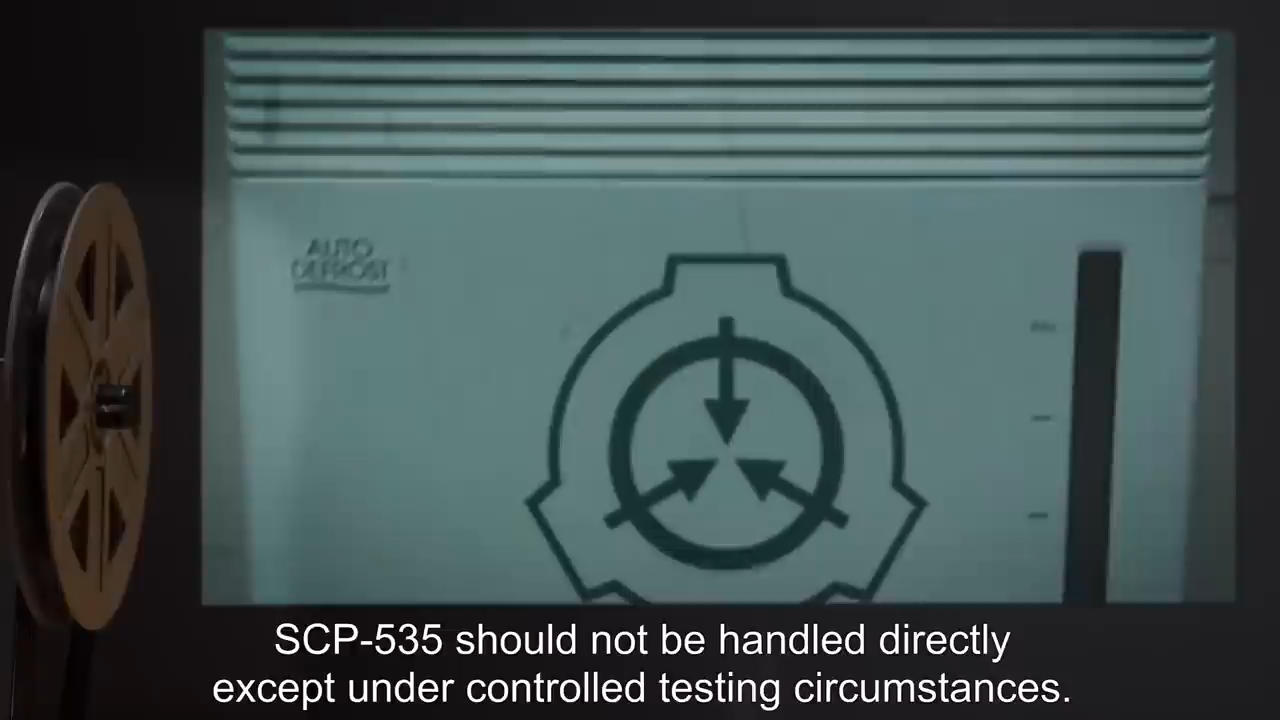 AUTO
DEFROST
SCP-535 should not be handled directly
except under controlled testing circumstances.